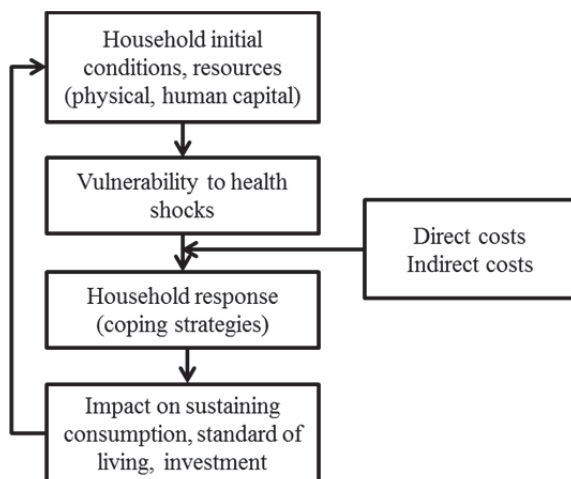 Household initial
conditions, resources
(physical, human capital)
Vulnerability to health
shocks
Direct costs
Indirect costs
Household response
(coping strategies)
Impact on sustaining
consumption, standard of
living, investment